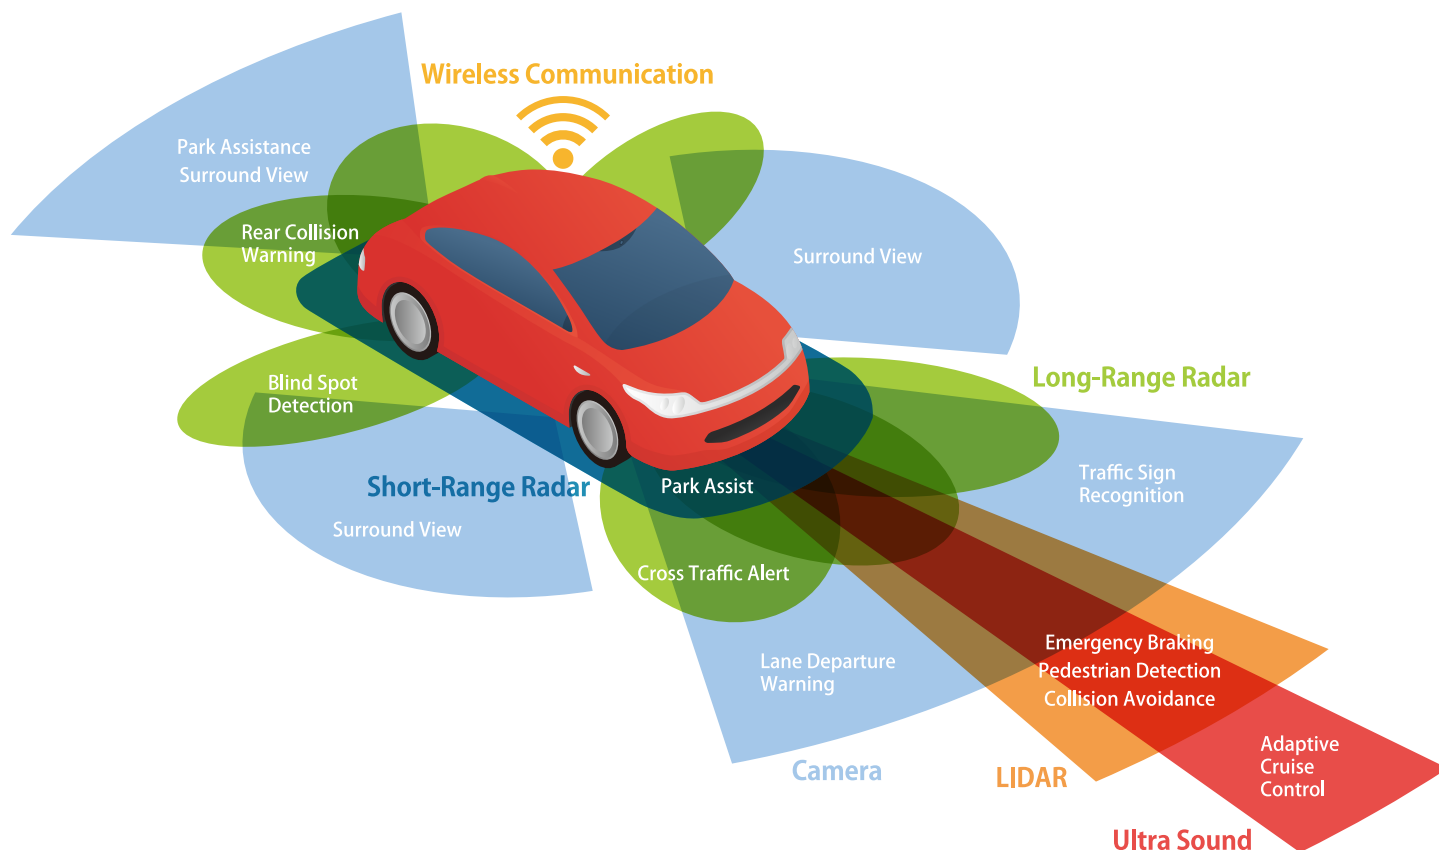 Wireless Communication
Park Assistance
Surround View
Rear Collision
Warning
Surround View
Blind Spot
Detection
Long-Range Radar
Short-Range Radar
Park Assist
Traffic Sign
Recognition
Surround View
Cross Traffic Alert
Lane Departure
Warning
Emergency Braking
Pedestrian Detection
Collision Avoidance
Camera
LIDAR
Adaptive
Cruise
Control
Ultra Sound